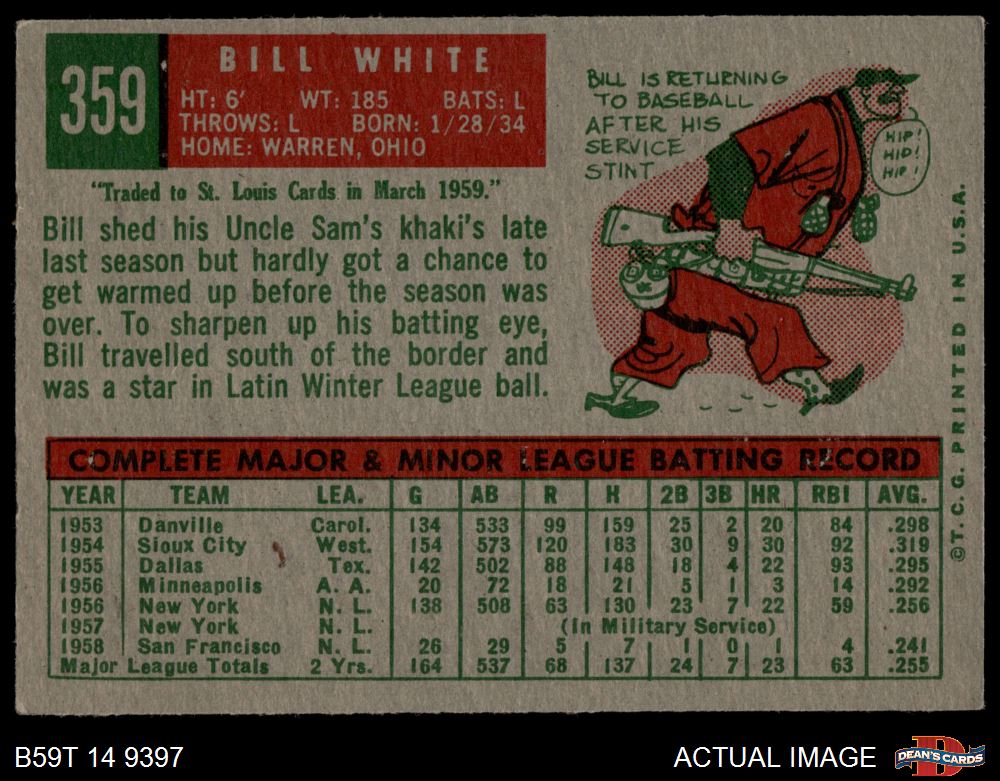 359
BILL WHITE
HT: 6' WT: 185 BATS: L
THROWS: L BORN: 1/28/34
HOME: WARREN, OHIO
"Traded to St. Louis Cards in March 1959."
Bill shed his Uncle Sam's khaki's late
last season but hardly got a chance to
get warmed up before the season was
over. To sharpen up his batting eye,
Bill travelled south of the border and
was a star in Latin Winter League ball.
BILL IS RETURNING
TO BASEBALL
AFTER HIS
SERVICE
STINT
HIP!
HIP!
HIP!
COMPLETE MAJOR & MINOR LEAGUE BATTING RECORD
YEAR TEAM LEA. G AB R H 2B 3B HR RBI AVG.
1953 Danville Carol. 134 533 99 159 25 2 20 84 .298
1954 Sioux City West. 154 573 120 183 30 9 30 92 .319
1955 Dallas Tex. 142 502 88 148 18 4 22 93 .295
1956 Minneapolis A. A. 20 72 18 21 5 1 3 14 .292
1956 New York N. L. 138 508 63 130 23 7 22 59 .256
1957 New York N. L. (In Military Service)
1958 San Francisco N. L. 26 29 5 7 1 0 1 4 .241
Major League Totals 2 Yrs. 164 537 68 137 24 7 23 63 .255
©T. C. G. PRINTED IN U.S.A.
B59T 14 9397
ACTUAL IMAGE
D
DEAN'S CARDS